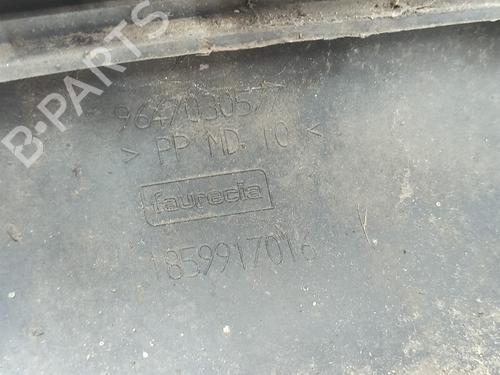 B-PARTS
9647030577
> PP MD 10 <
faurecia
1859917016